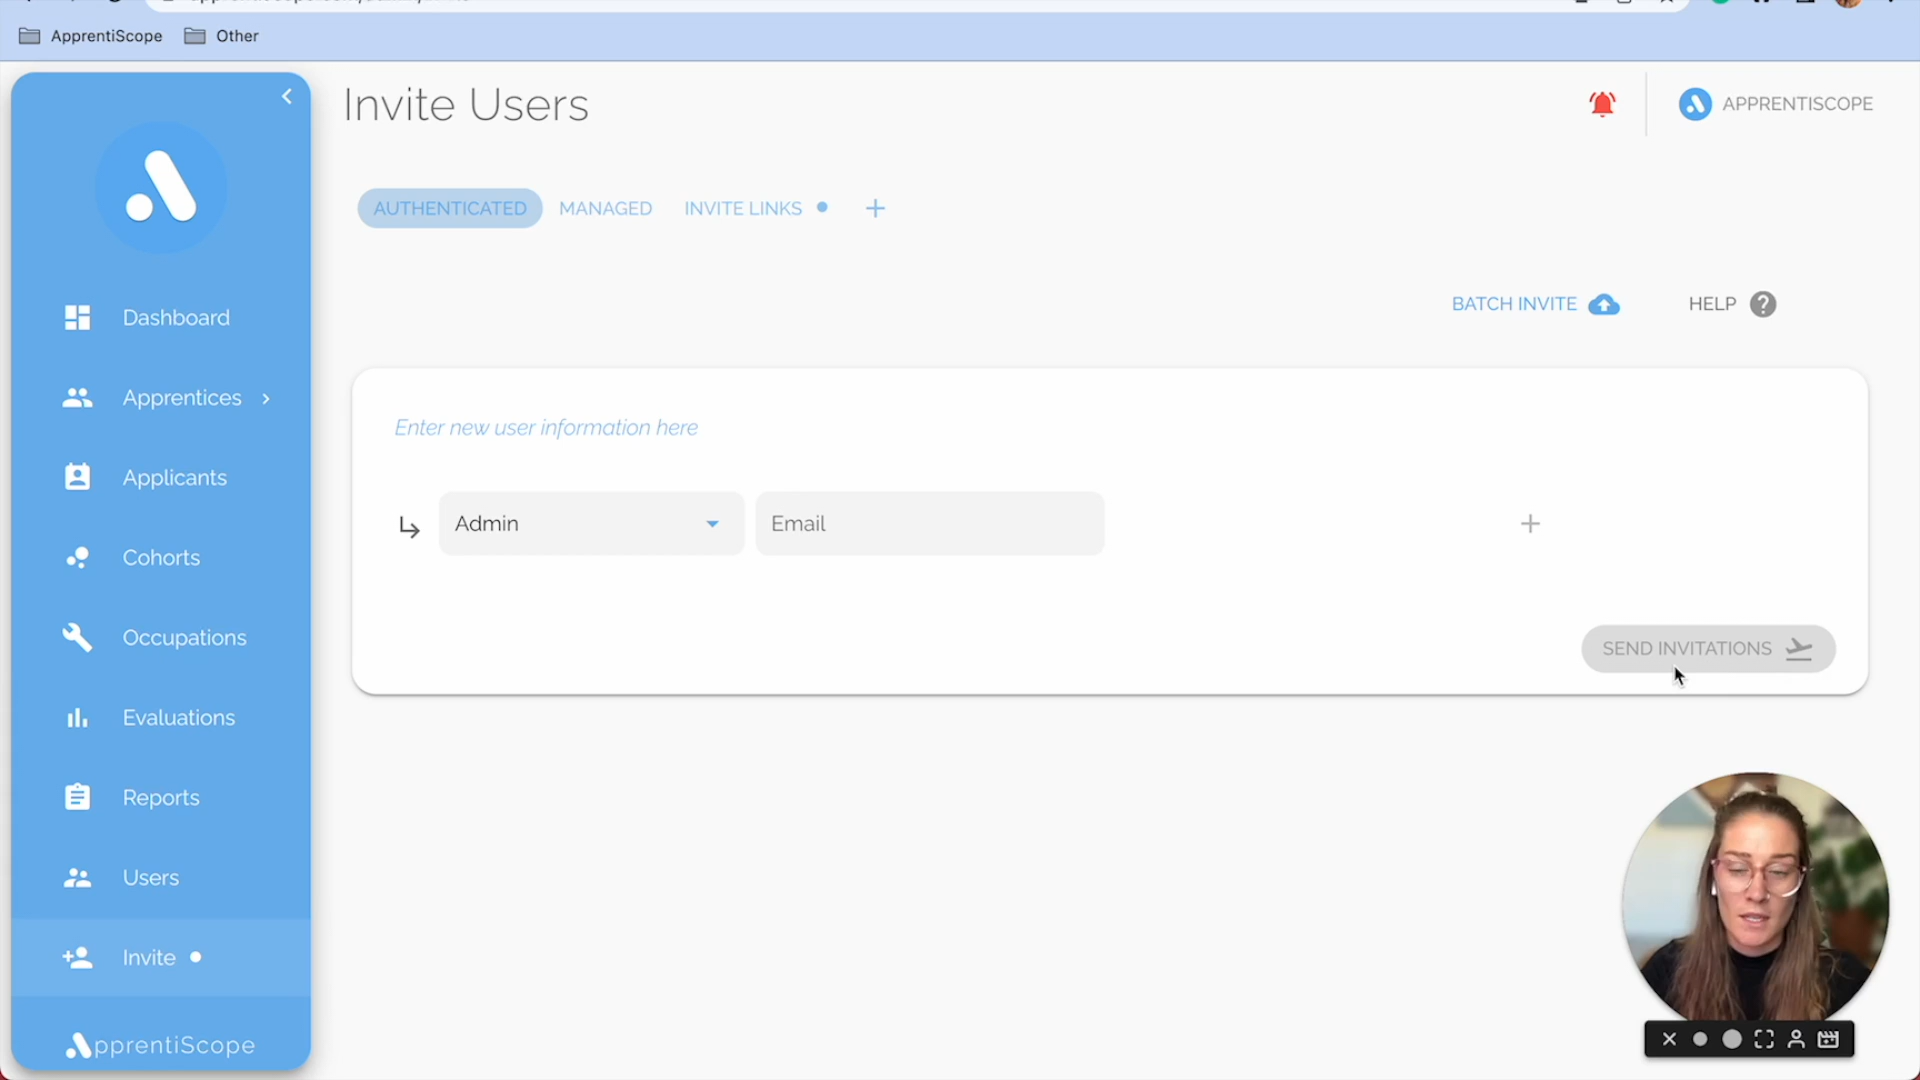 ApprentiScope Other
Invite Users
APPRENTISCOPE
AUTHENTICATED MANAGED INVITE LINKS
BATCH INVITE HELP
Dashboard
Apprentices
Applicants
Cohorts
Occupations
Evaluations
Reports
Users
Invite
pprentiScope
Enter new user information here
Admin Email
SEND INVITATIONS